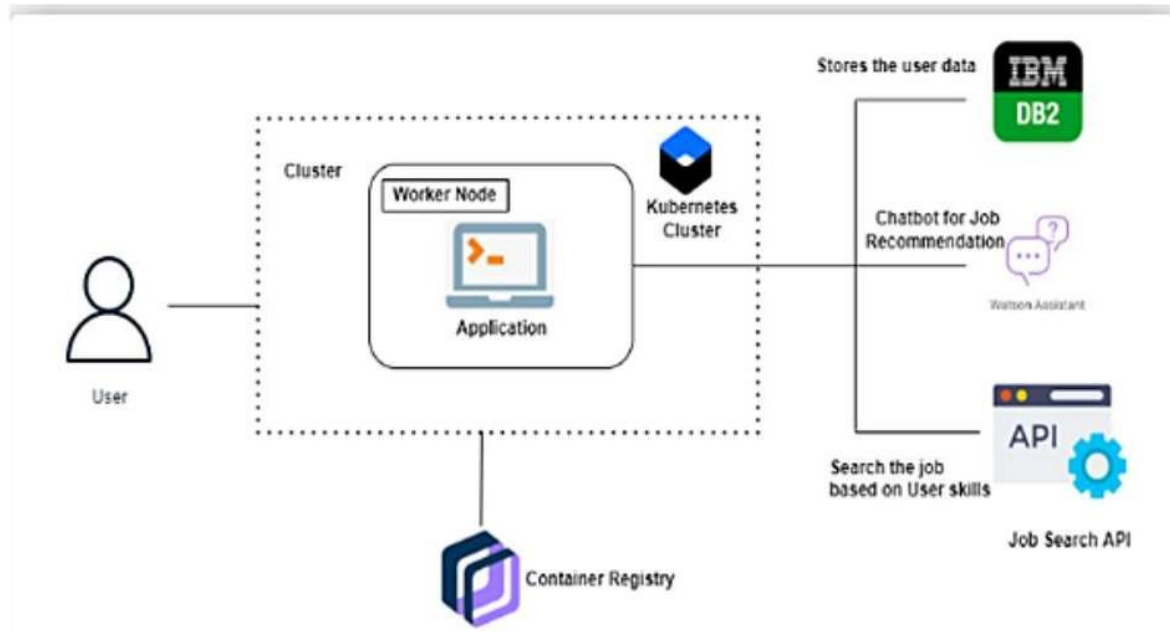 Stores the user data
IBM
DB2
Cluster
Worker Node
Kubernetes
Cluster
Chatbot for Job
Recommendation
Application
Watson Assistant
User
API
Search the job
based on User skills
Job Search API
Container Registry